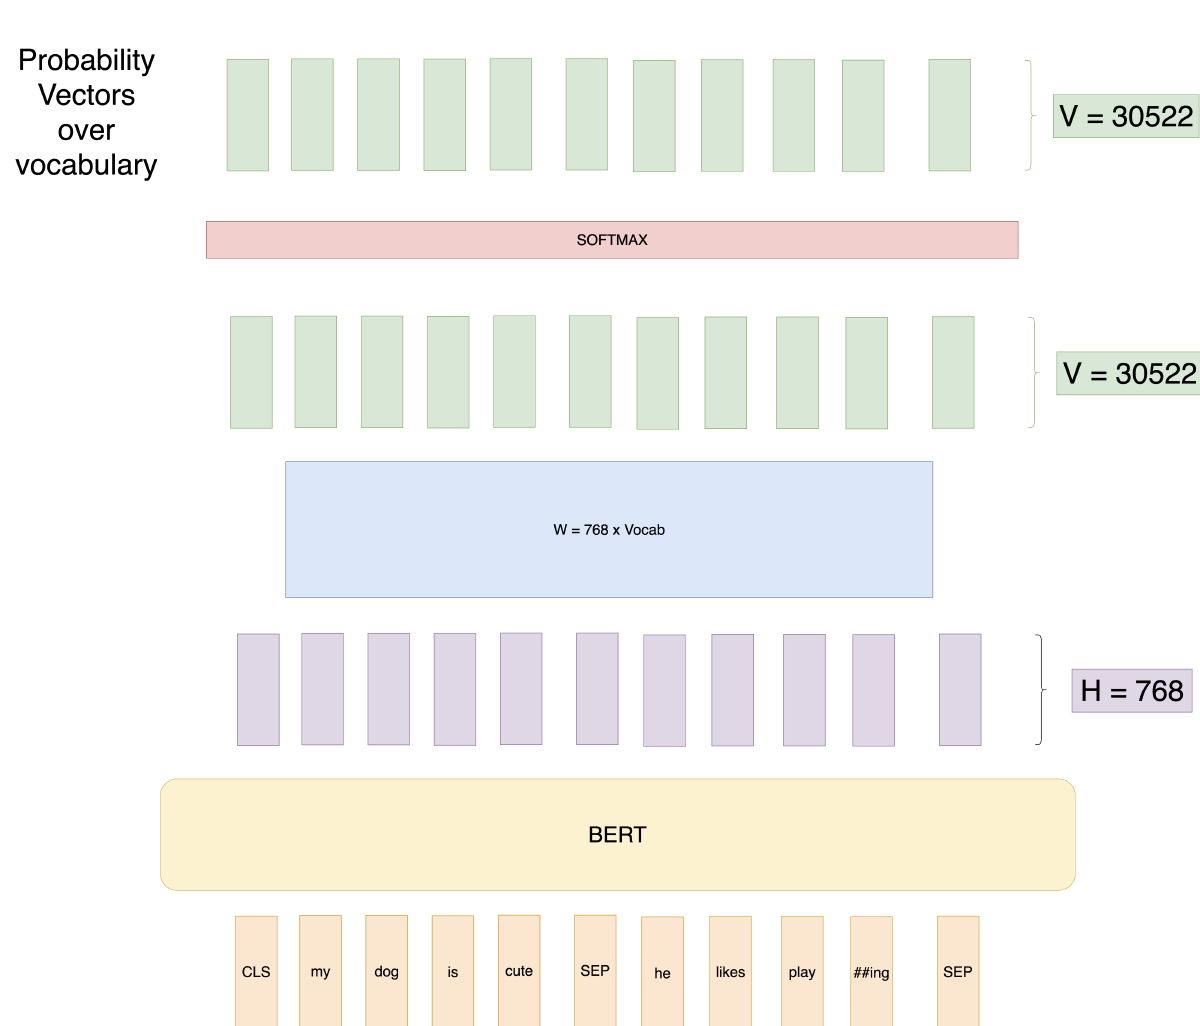 Probability
Vectors
over
vocabulary
V = 30522
SOFTMAX
V = 30522
W = 768 x Vocab
H = 768
BERT
CLS my dog is cute SEP he likes play ##ing SEP